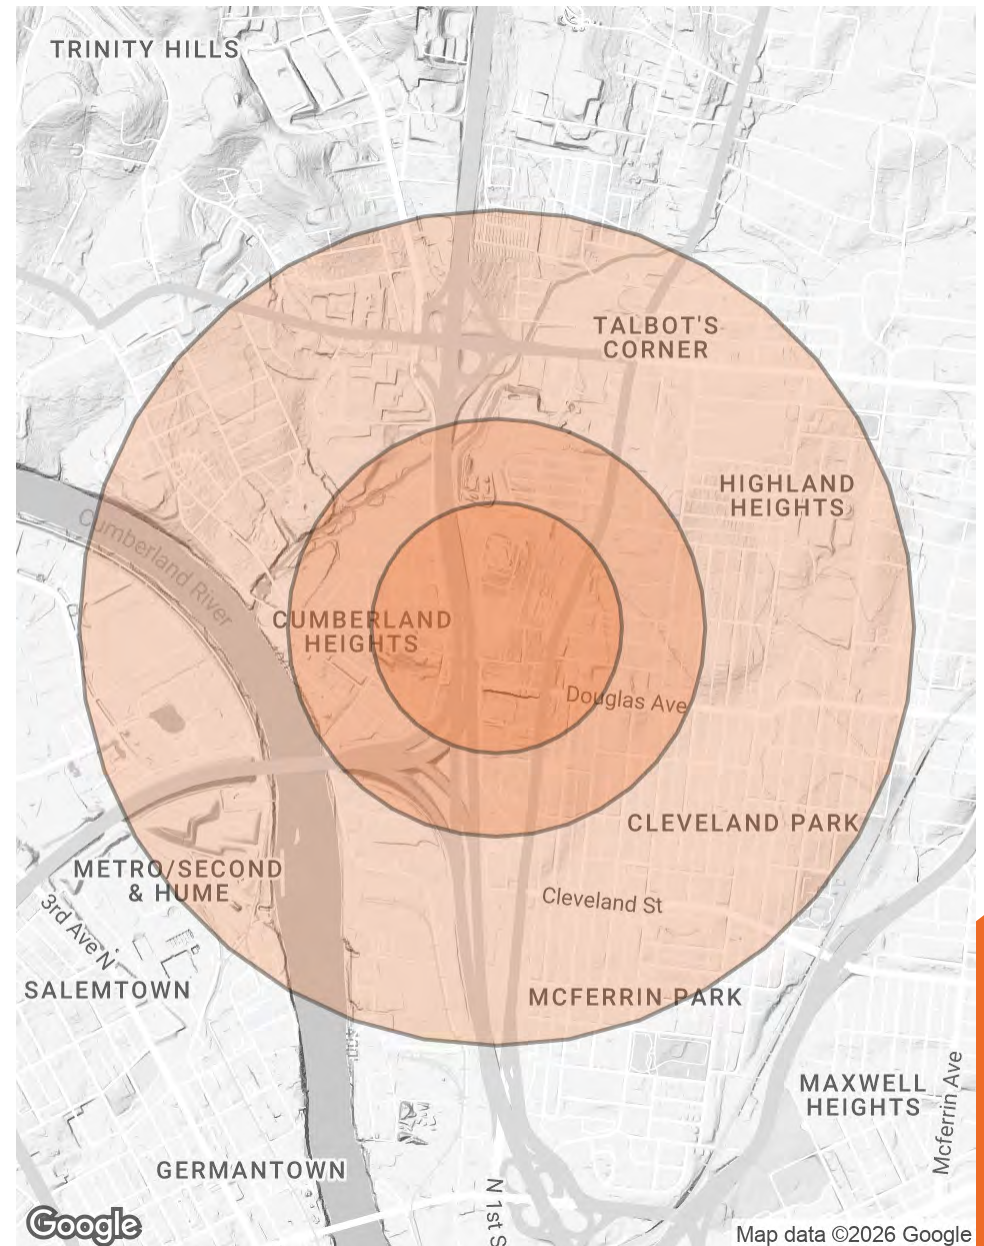 TRINITY HILLS
TALBOT'S
CORNER
HIGHLAND
HEIGHTS
Cumberland River
CUMBERLAND
HEIGHTS
Douglas Ave
CLEVELAND PARK
METRO/SECOND
& HUME
Cleveland St
3rd Ave N
SALEMTOWN
MCFERRIN PARK
MAXWELL
HEIGHTS
Mcferrin Ave
GERMANTOWN
N 1st S
Google
Map data ©2026 Google